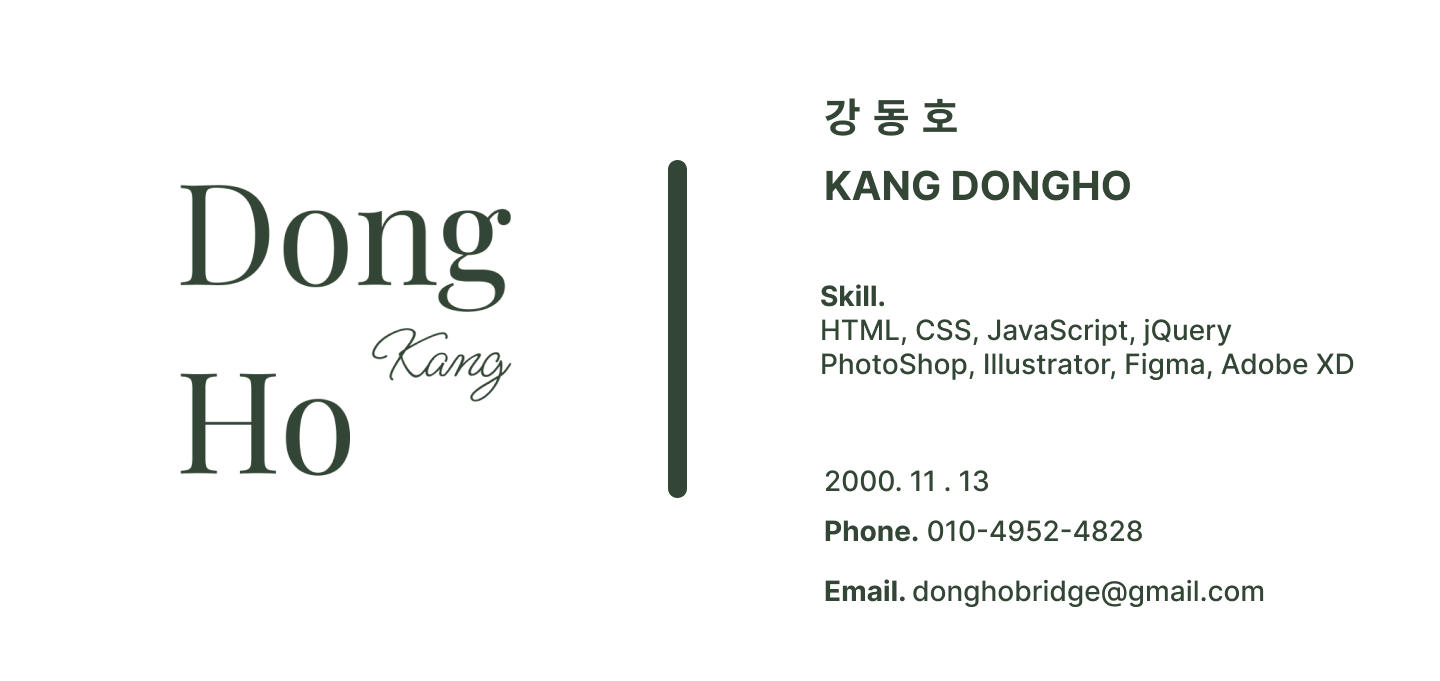 Dong
Kang
Ho
강 동 호
KANG DONGHO
Skill.
HTML, CSS, JavaScript, jQuery
PhotoShop, Illustrator, Figma, Adobe XD
2000. 11 . 13
Phone. 010-4952-4828
Email. donghobridge@gmail.com